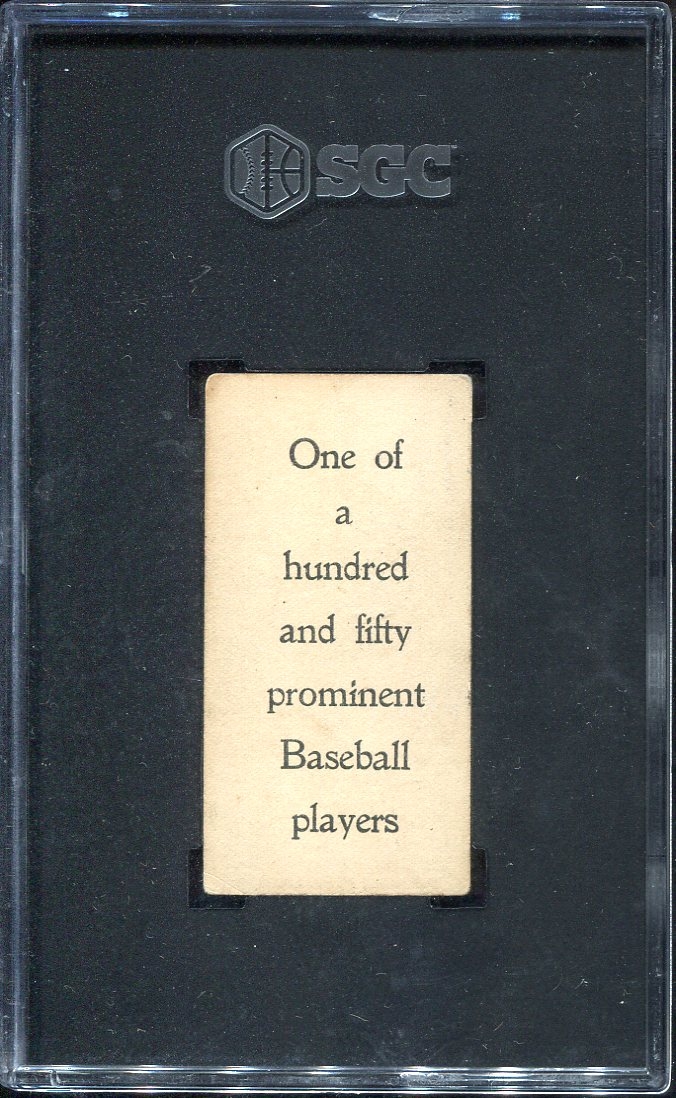 SGC
One of
a
hundred
and fifty
prominent
Baseball
players